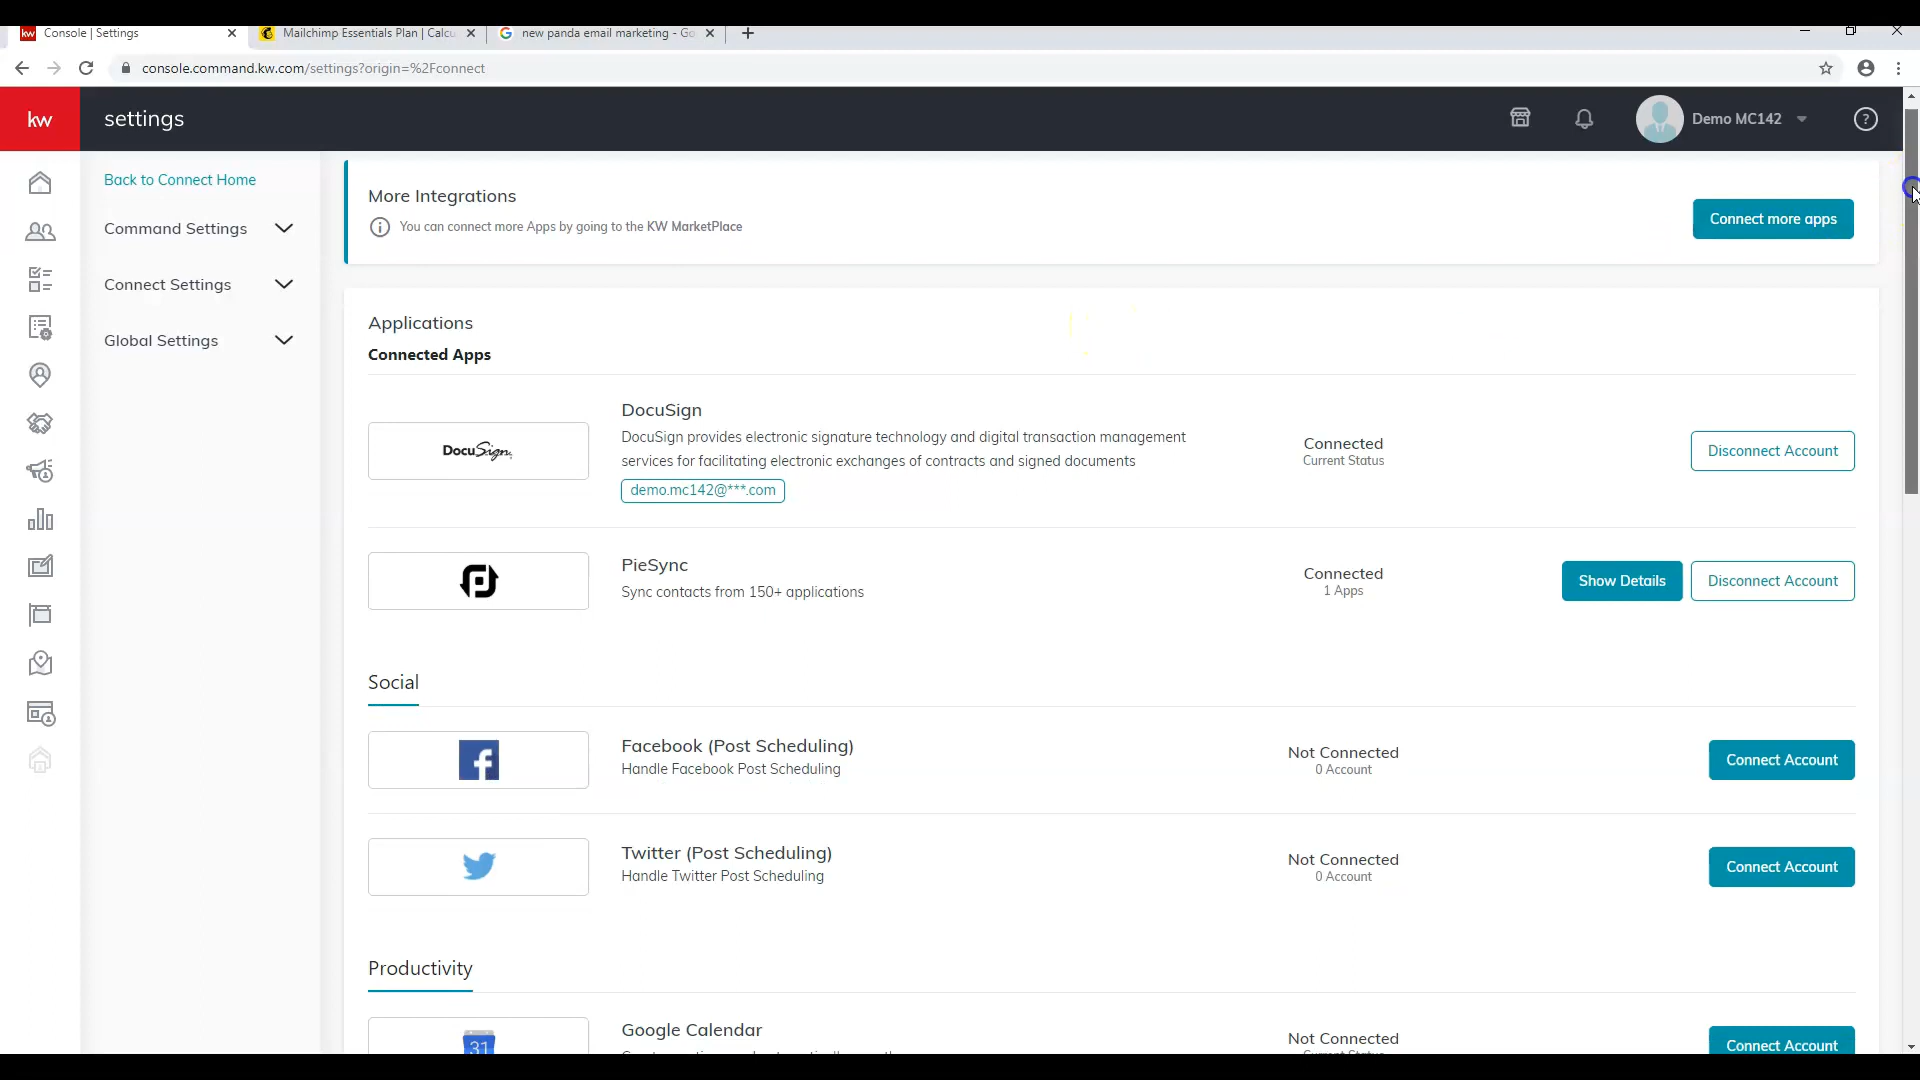 kw Console | Settings
Mailchimp Essentials Plan | Calcu
new panda email marketing - Go
console.command.kw.com/settings?origin=%2Fconnect
kw settings
Demo MC142
?
Back to Connect Home
Command Settings
Connect Settings
Global Settings
More Integrations
You can connect more Apps by going to the KW MarketPlace
Connect more apps
Applications
Connected Apps
DocuSign
DocuSign
DocuSign provides electronic signature technology and digital transaction management
services for facilitating electronic exchanges of contracts and signed documents
demo.mc142@***.com
Connected
Current Status
Disconnect Account
PieSync
Sync contacts from 150+ applications
Connected
1 Apps
Show Details
Disconnect Account
Social
Facebook (Post Scheduling)
Handle Facebook Post Scheduling
Not Connected
0 Account
Connect Account
Twitter (Post Scheduling)
Handle Twitter Post Scheduling
Not Connected
0 Account
Connect Account
Productivity
31
Google Calendar
Not Connected
Connect Account